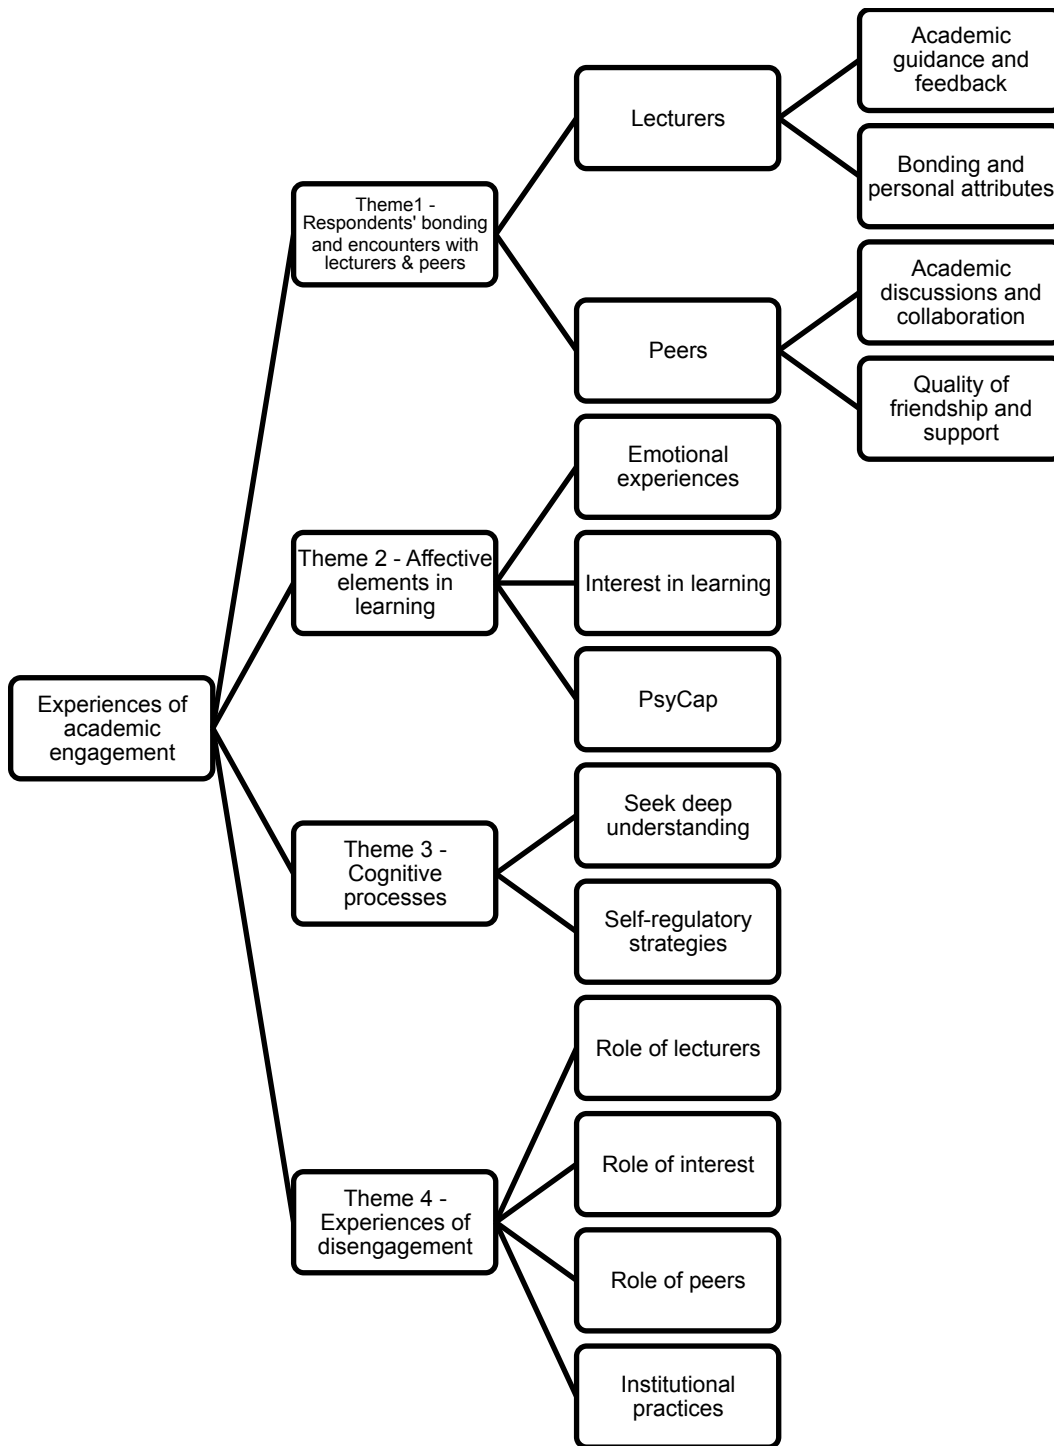 Experiences of
academic
engagement
Theme1 -
Respondents' bonding
and encounters with
lecturers & peers
Lecturers
Academic
guidance and
feedback
Bonding and
personal attributes
Peers
Academic
discussions and
collaboration
Quality of
friendship and
support
Theme 2 - Affective
elements in
learning
Emotional
experiences
Interest in learning
PsyCap
Theme 3 -
Cognitive
processes
Seek deep
understanding
Self-regulatory
strategies
Theme 4 -
Experiences of
disengagement
Role of lecturers
Role of interest
Role of peers
Institutional
practices